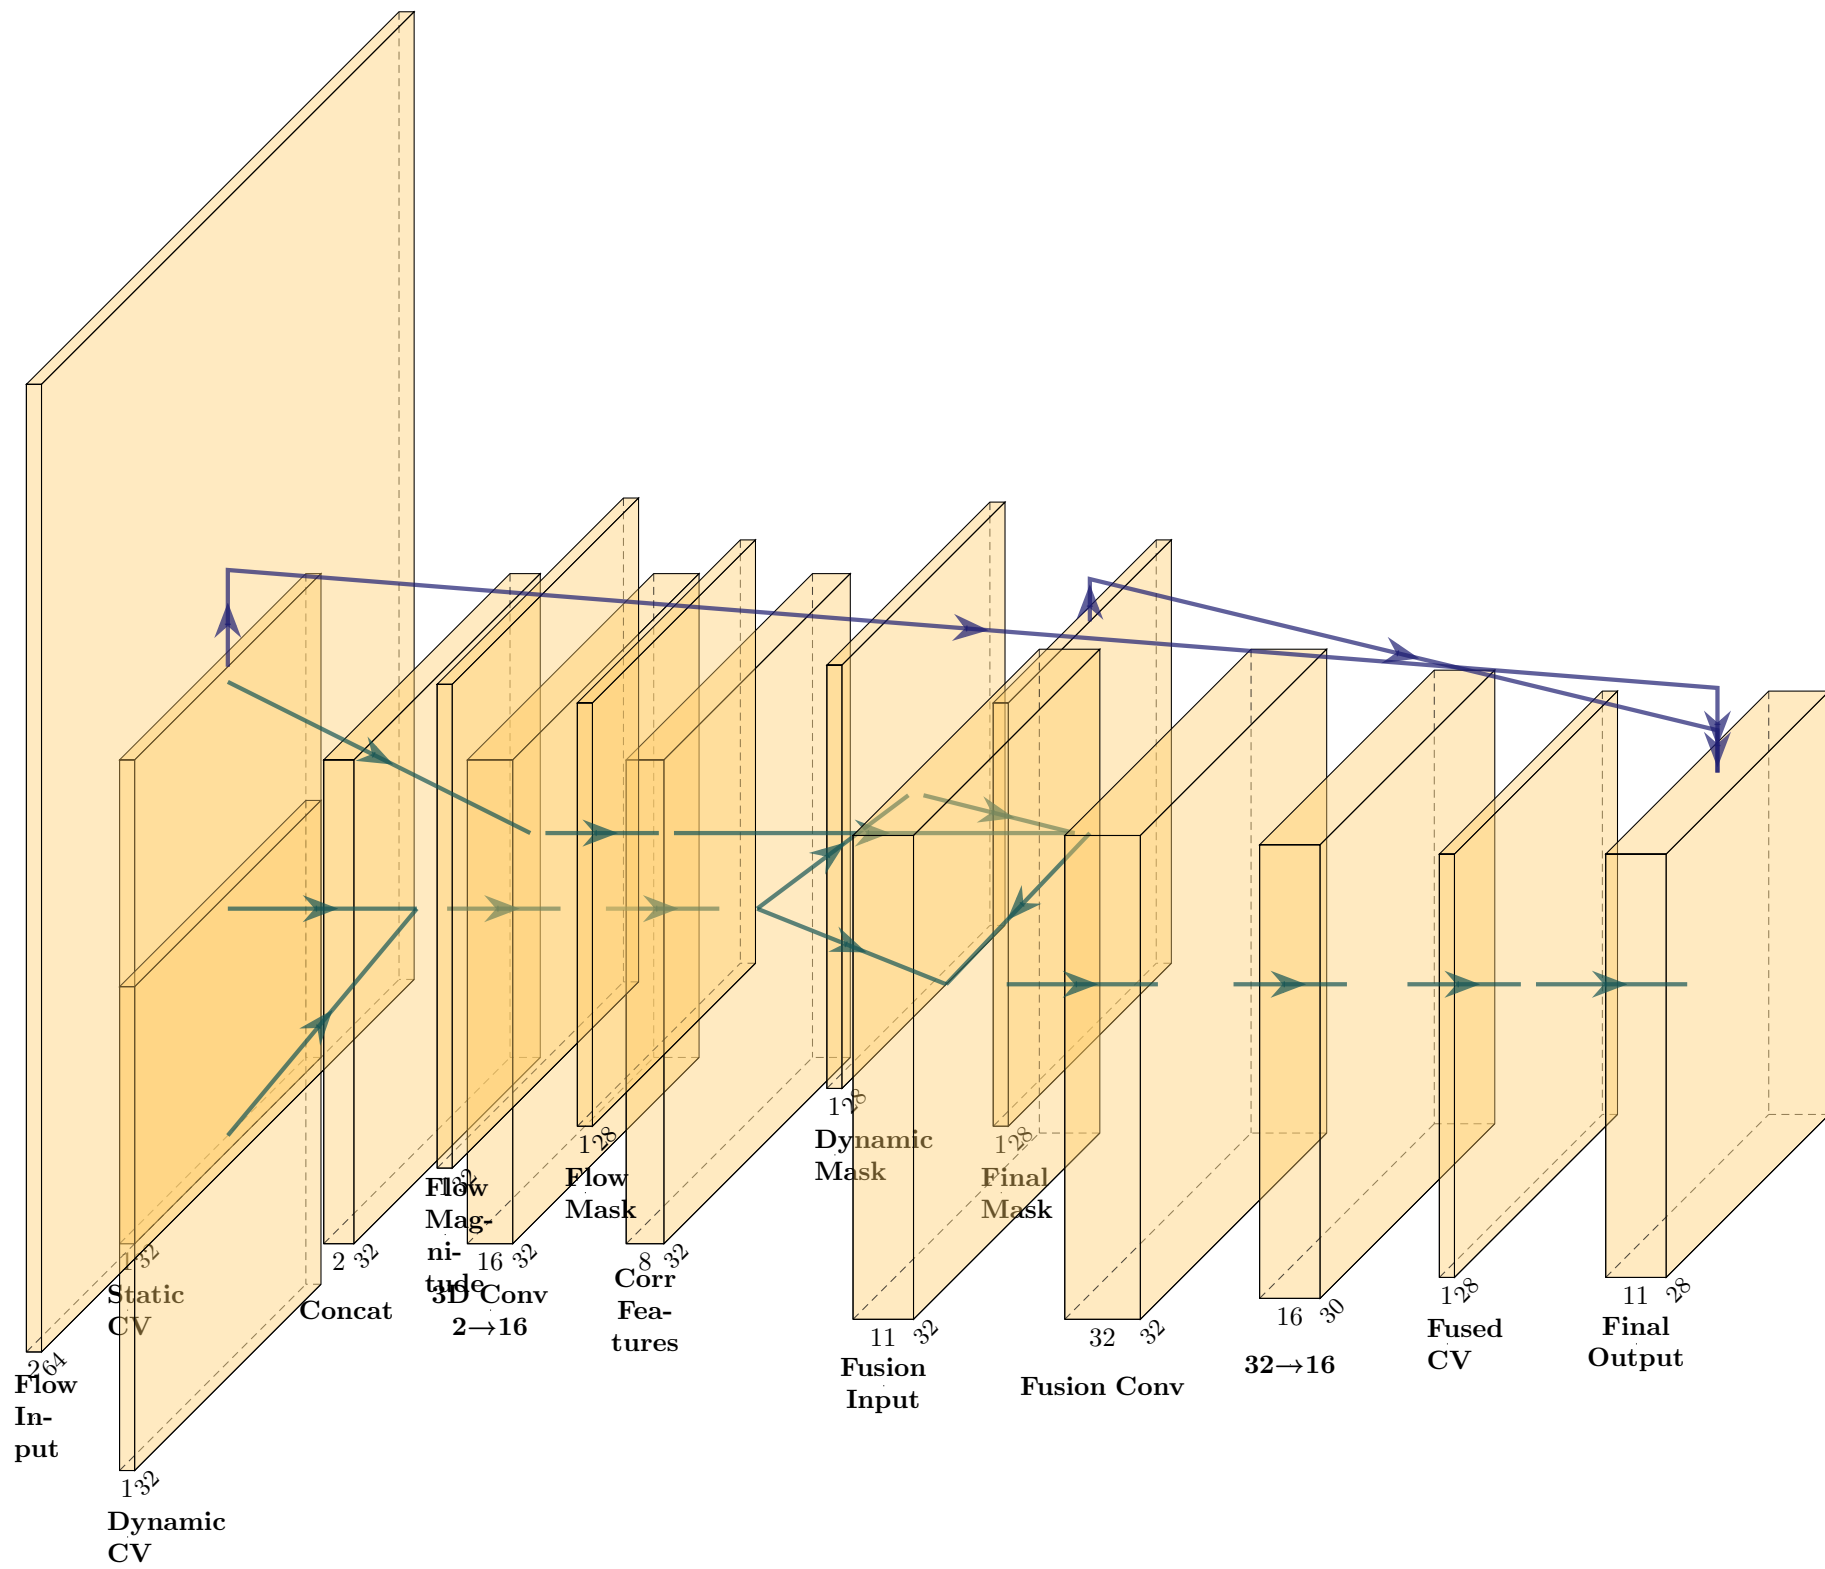 2 64
Flow
In-
put
1 32
Static
CV
1 32
Dynamic
CV
2 32
Concat
1 32
Flow
Mag-
ni-
tude
16 32
3D Conv
2→16
1 28
Flow
Mask
8 32
Corr
Fea-
tures
1 28
Dynamic
Mask
11 32
Fusion
Input
1 28
Final
Mask
32 32
Fusion Conv
16 30
32→16
1 28
Fused
CV
11 28
Final
Output